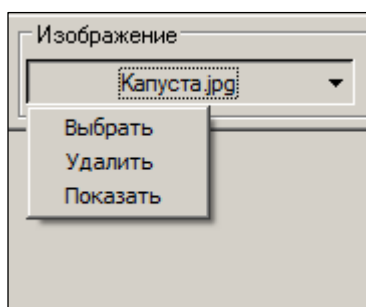 Изображение
Капуста.jpg
Выбрать
Удалить
Показать